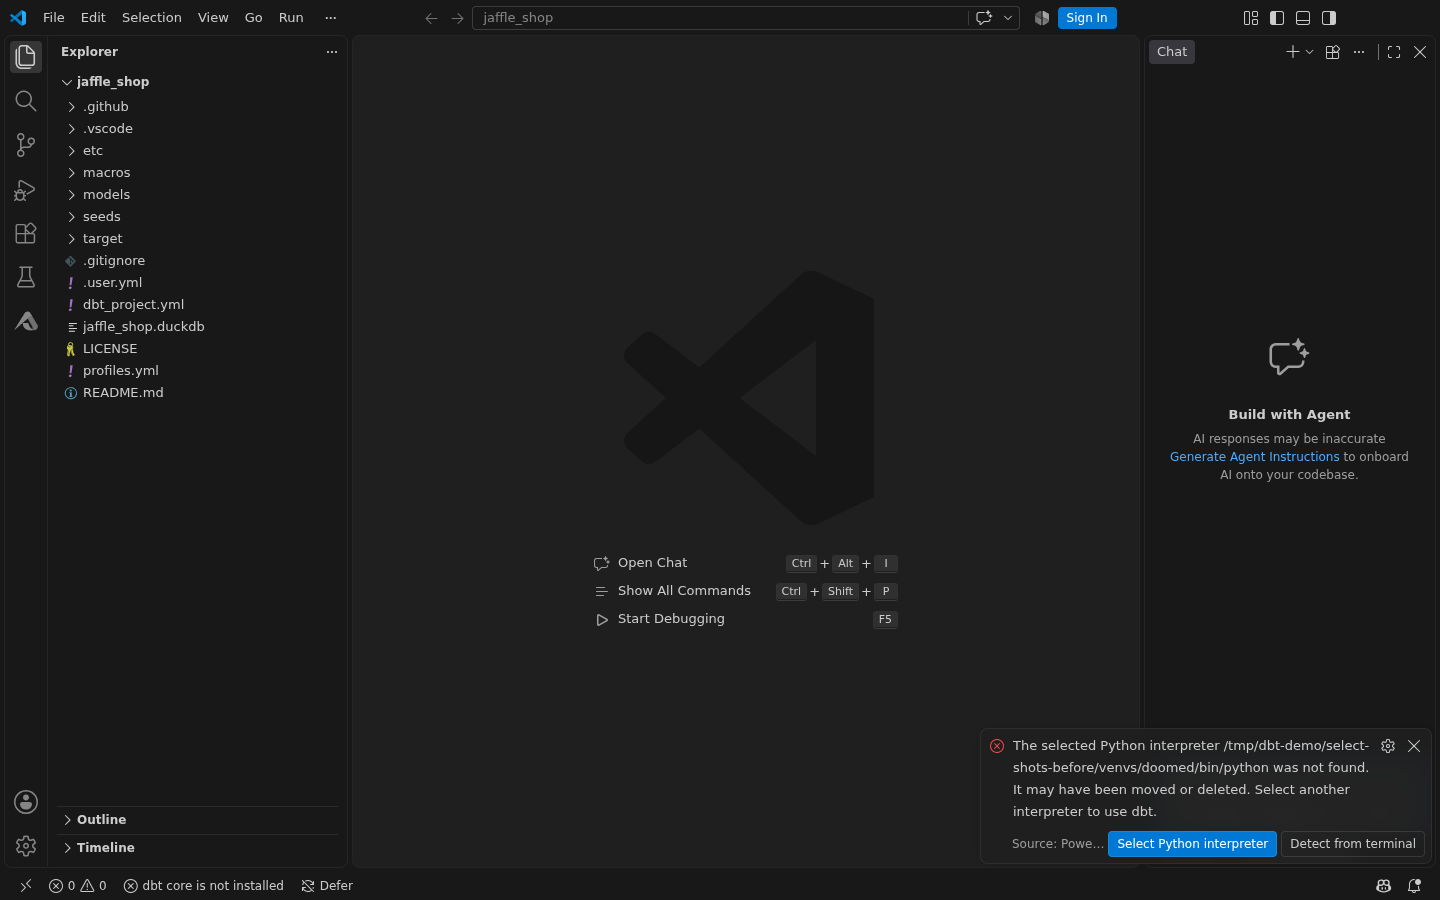 File Edit Selection View Go Run
jaffle_shop
Sign In
Explorer
jaffle_shop
.github
.vscode
etc
macros
models
seeds
target
.gitignore
.user.yml
dbt_project.yml
jaffle_shop.duckdb
LICENSE
profiles.yml
README.md
Outline
Timeline
Open Chat Ctrl + Alt + I
Show All Commands Ctrl + Shift + P
Start Debugging F5
Chat
Build with Agent
AI responses may be inaccurate
Generate Agent Instructions to onboard
AI onto your codebase.
The selected Python interpreter /tmp/dbt-demo/select-
shots-before/venvs/doomed/bin/python was not found.
It may have been moved or deleted. Select another
interpreter to use dbt.
Source: Powe… Select Python interpreter Detect from terminal
0 0 dbt core is not installed Defer